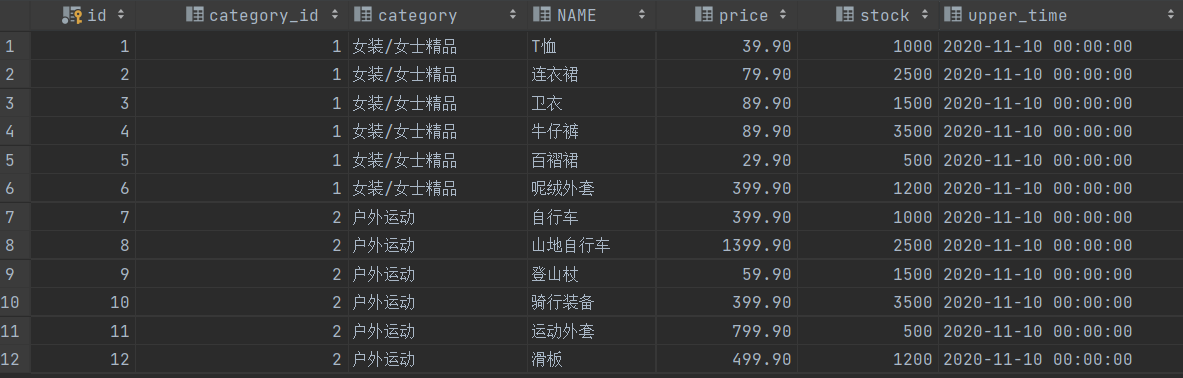 id category_id category NAME price stock upper_time
1 1 1 女装/女士精品 T恤 39.90 1000 2020-11-10 00:00:00
2 2 1 女装/女士精品 连衣裙 79.90 2500 2020-11-10 00:00:00
3 3 1 女装/女士精品 卫衣 89.90 1500 2020-11-10 00:00:00
4 4 1 女装/女士精品 牛仔裤 89.90 3500 2020-11-10 00:00:00
5 5 1 女装/女士精品 百褶裙 29.90 500 2020-11-10 00:00:00
6 6 1 女装/女士精品 呢绒外套 399.90 1200 2020-11-10 00:00:00
7 7 2 户外运动 自行车 399.90 1000 2020-11-10 00:00:00
8 8 2 户外运动 山地自行车 1399.90 2500 2020-11-10 00:00:00
9 9 2 户外运动 登山杖 59.90 1500 2020-11-10 00:00:00
10 10 2 户外运动 骑行装备 399.90 3500 2020-11-10 00:00:00
11 11 2 户外运动 运动外套 799.90 500 2020-11-10 00:00:00
12 12 2 户外运动 滑板 499.90 1200 2020-11-10 00:00:00